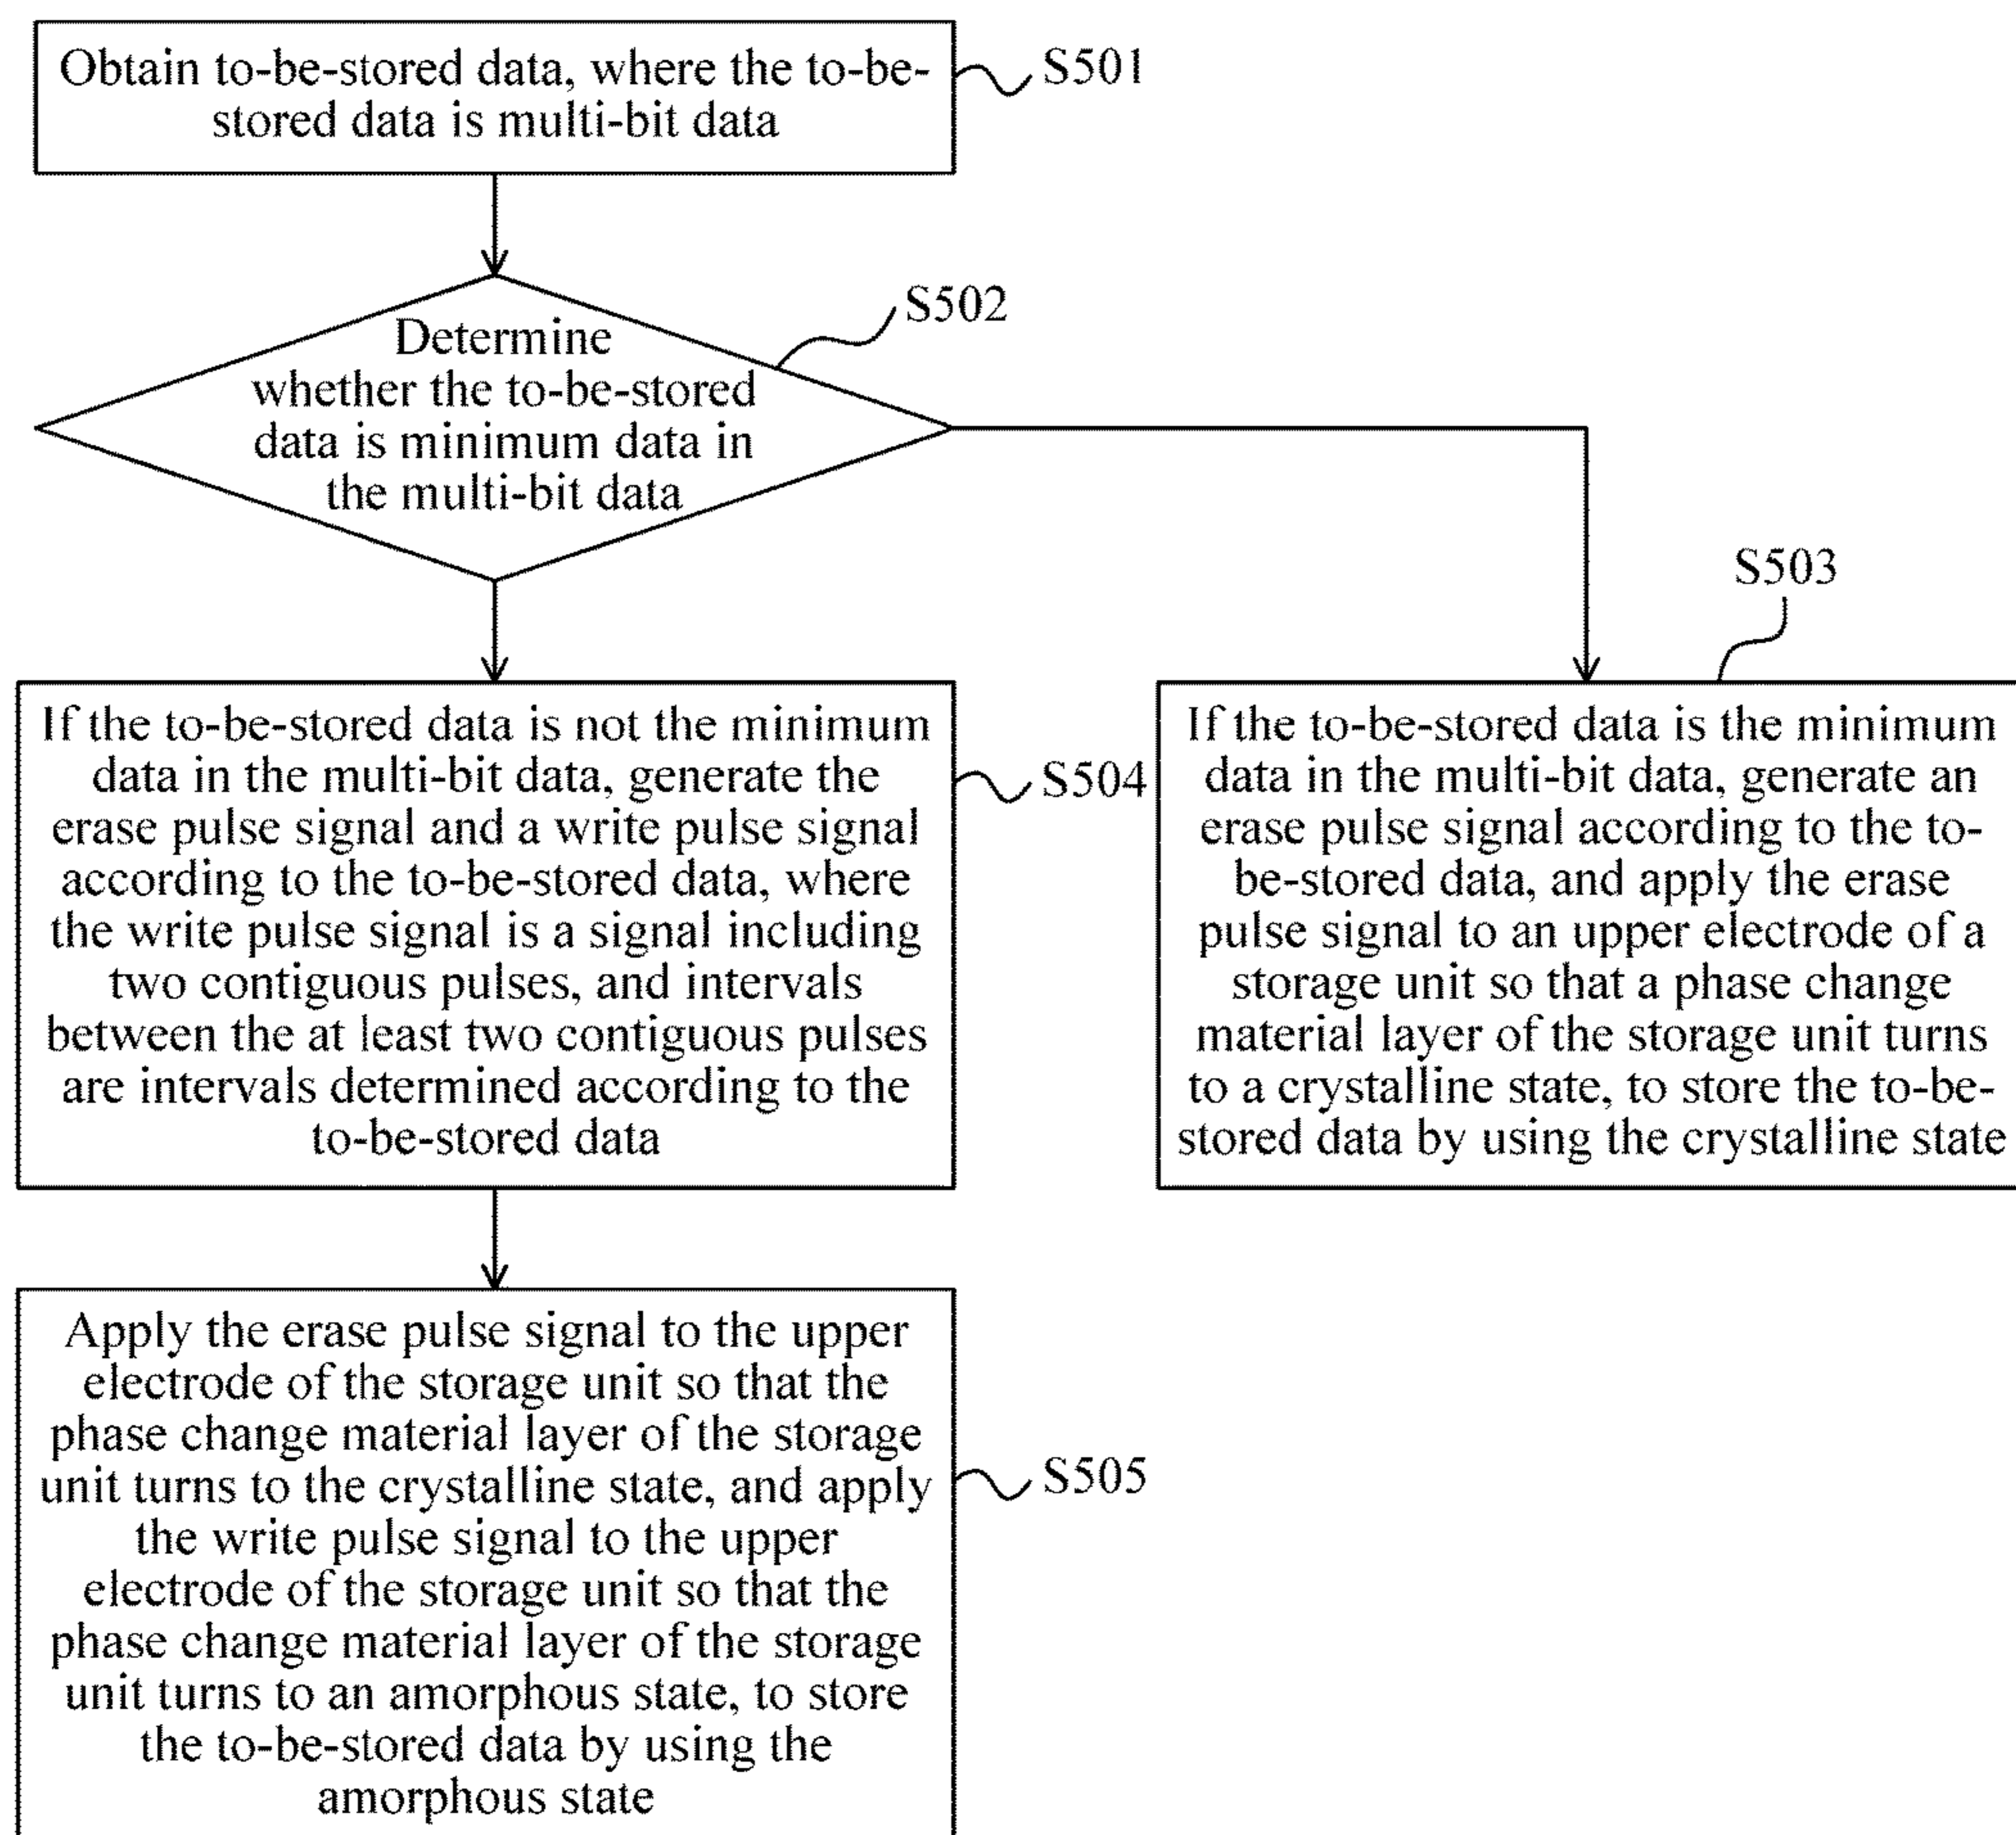 Obtain to-be-stored data, where the to-be-
stored data is multi-bit data
S501
Determine
whether the to-be-stored
data is minimum data in
the multi-bit data
S502
If the to-be-stored data is not the minimum
data in the multi-bit data, generate the
erase pulse signal and a write pulse signal
according to the to-be-stored data, where
the write pulse signal is a signal including
two contiguous pulses, and intervals
between the at least two contiguous pulses
are intervals determined according to the
to-be-stored data
S504
S503
If the to-be-stored data is the minimum
data in the multi-bit data, generate an
erase pulse signal according to the to-
be-stored data, and apply the erase
pulse signal to an upper electrode of a
storage unit so that a phase change
material layer of the storage unit turns
to a crystalline state, to store the to-be-
stored data by using the crystalline state
Apply the erase pulse signal to the upper
electrode of the storage unit so that the
phase change material layer of the storage
unit turns to the crystalline state, and apply
the write pulse signal to the upper
electrode of the storage unit so that the
phase change material layer of the storage
unit turns to an amorphous state, to store
the to-be-stored data by using the
amorphous state
S505